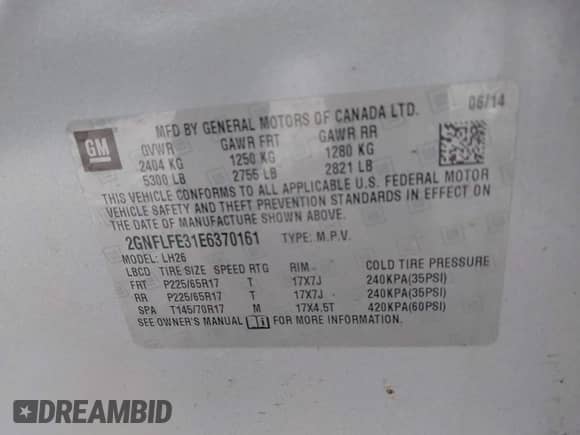 MFD BY GENERAL MOTORS OF CANADA LTD. 06/14
GM
GVWR GAWR FRT GAWR RR
2404 KG 1250 KG 1280 KG
5300 LB 2755 LB 2821 LB
THIS VEHICLE CONFORMS TO ALL APPLICABLE U.S. FEDERAL MOTOR
VEHICLE SAFETY AND THEFT PREVENTION STANDARDS IN EFFECT ON
THE DATE OF MANUFACTURE SHOWN ABOVE.
2GNFLFE31E6370161 TYPE: M.P.V.
MODEL: LH26
LBCD TIRE SIZE SPEED RTG RIM COLD TIRE PRESSURE
FRT P225/65R17 T 17X7J 240KPA(35PSI)
RR P225/65R17 T 17X7J 240KPA(35PSI)
SPA T145/70R17 M 17X4.5T 420KPA(60PSI)
SEE OWNER'S MANUAL FOR MORE INFORMATION.
DREAMBID